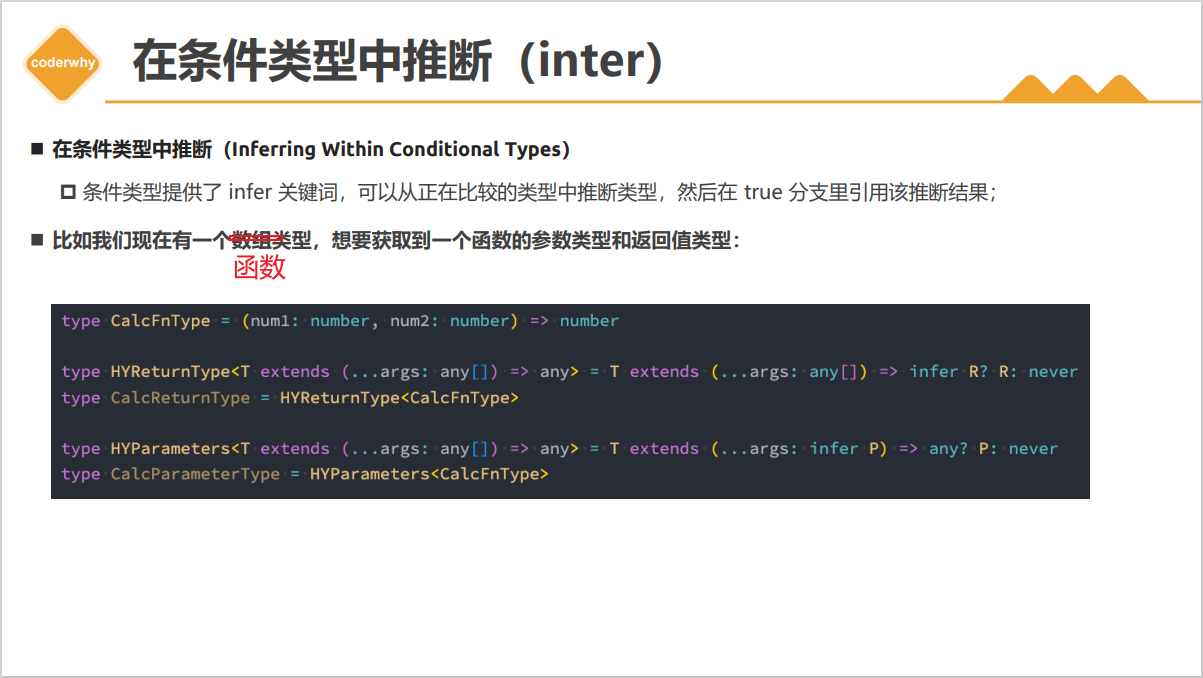 coderwhy
在条件类型中推断（inter）
在条件类型中推断（Inferring Within Conditional Types）
条件类型提供了 infer 关键词，可以从正在比较的类型中推断类型，然后在 true 分支里引用该推断结果；
比如我们现在有一个数组类型，想要获取到一个函数的参数类型和返回值类型：
函数
type CalcFnType = (num1: number, num2: number) => number
type HYReturnType<T extends (...args: any[]) => any> = T extends (...args: any[]) => infer R? R: never
type CalcReturnType = HYReturnType<CalcFnType>
type HYParameters<T extends (...args: any[]) => any> = T extends (...args: infer P) => any? P: never
type CalcParameterType = HYParameters<CalcFnType>